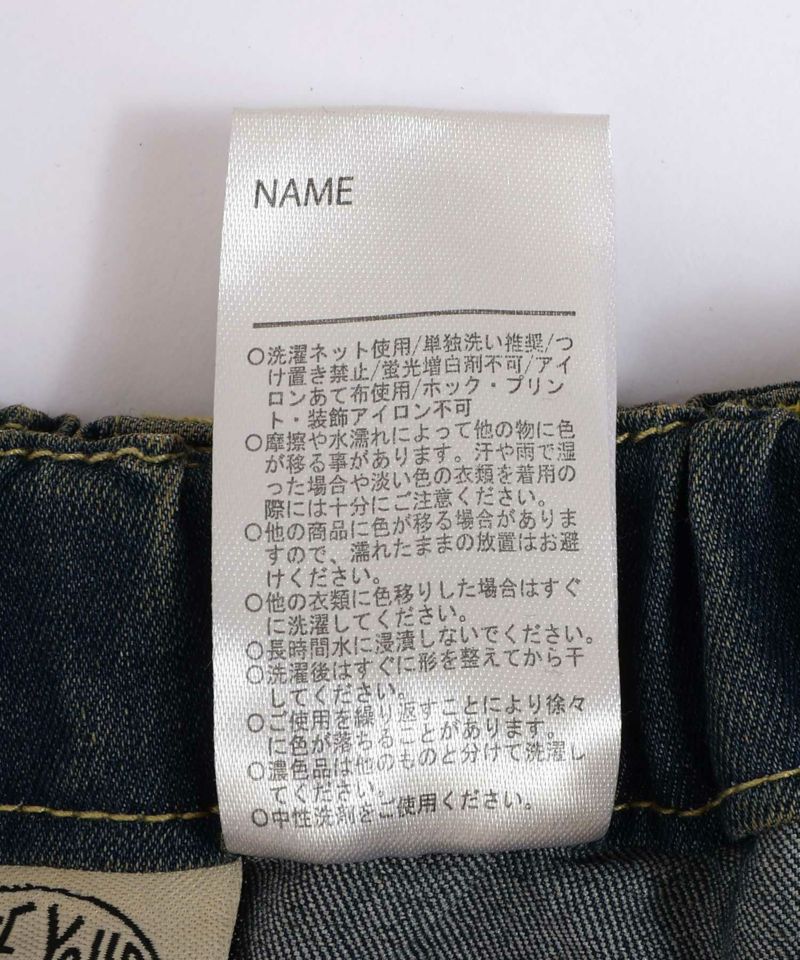 NAME
○洗濯ネット使用/単独洗い推奨/つ
け置き禁止/蛍光増白剤不可/アイ
ロンあて布使用/ホック・プリン
ト・装飾アイロン不可
○摩擦や水濡れによって他の物に色
が移る事があります。汗や雨で湿
った場合や淡い色の衣類を着用の
際には十分にご注意ください。
○他の商品に色が移る場合がありま
すので、濡れたままの放置はお避
けください。
○他の衣類に色移りした場合はすぐ
に洗濯してください。
○長時間水に浸漬しないでください。
○洗濯後はすぐに形を整えてから干
してください。
○ご使用を繰り返すことにより徐々
に色が落ちることがあります。
○濃色品は他のものと分けて洗濯し
てください。
○中性洗剤をご使用ください。